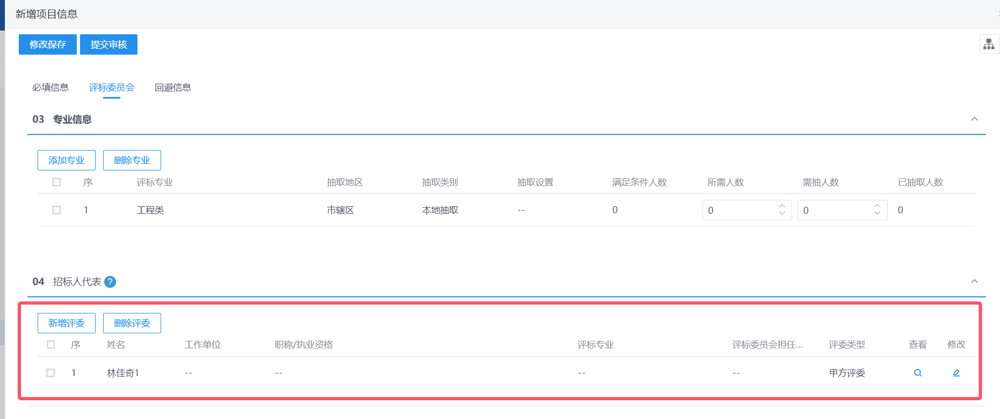 新增项目信息
修改保存 提交审核
必填信息 评标委员会 回避信息
03 专业信息
添加专业 删除专业
序 评标专业 抽取地区 抽取类别 抽取设置 满足条件人数 所需人数 需抽人数 已抽取人数
1 工程类 市辖区 本地抽取 -- 0 0 0 0
04 招标人代表 ?
新增评委 删除评委
序 姓名 工作单位 职称/执业资格 评标专业 评标委员会担任... 评委类型 查看 修改
1 林佳奇1 -- -- -- -- 甲方评委